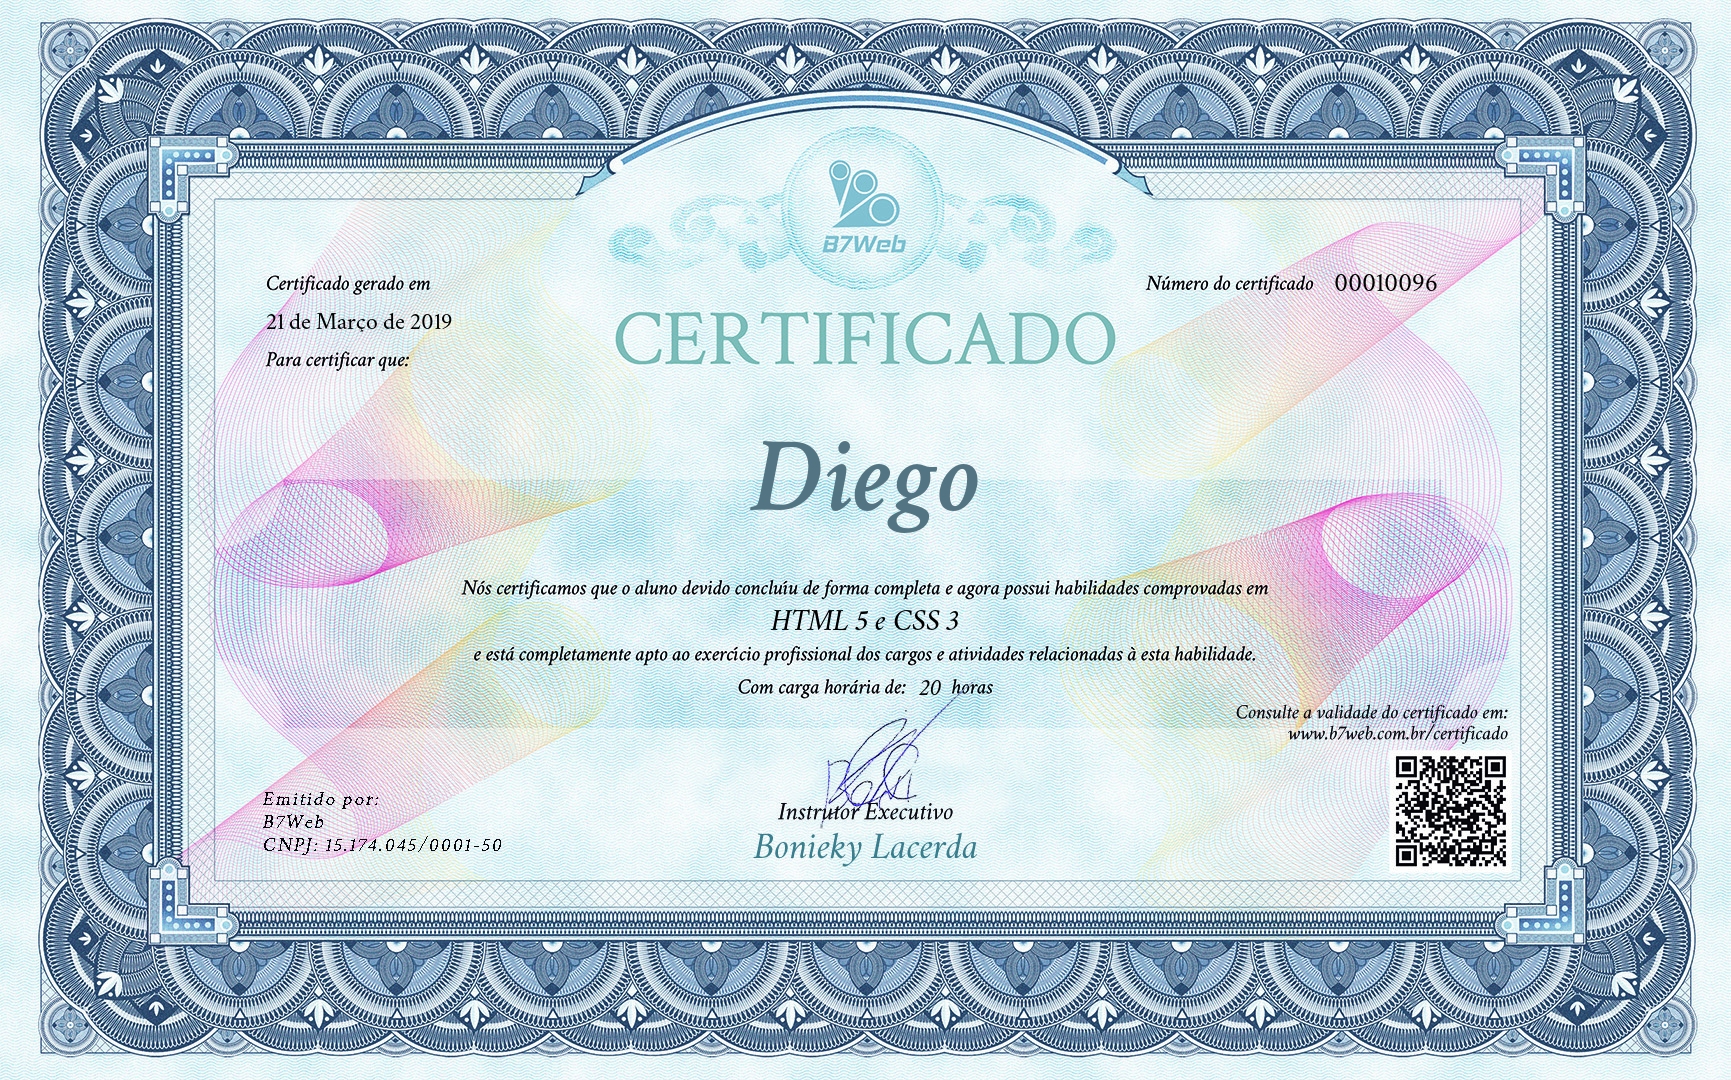 B7Web
Certificado gerado em
21 de Março de 2019
Para certificar que:
Número do certificado 00010096
CERTIFICADO
Diego
Nós certificamos que o aluno devido concluíu de forma completa e agora possui habilidades comprovadas em
HTML 5 e CSS 3
e está completamente apto ao exercício profissional dos cargos e atividades relacionadas à esta habilidade.
Com carga horária de: 20 horas
Consulte a validade do certificado em:
www.b7web.com.br/certificado
Emitido por:
B7Web
CNPJ: 15.174.045/0001-50
Instrutor Executivo
Bonieky Lacerda